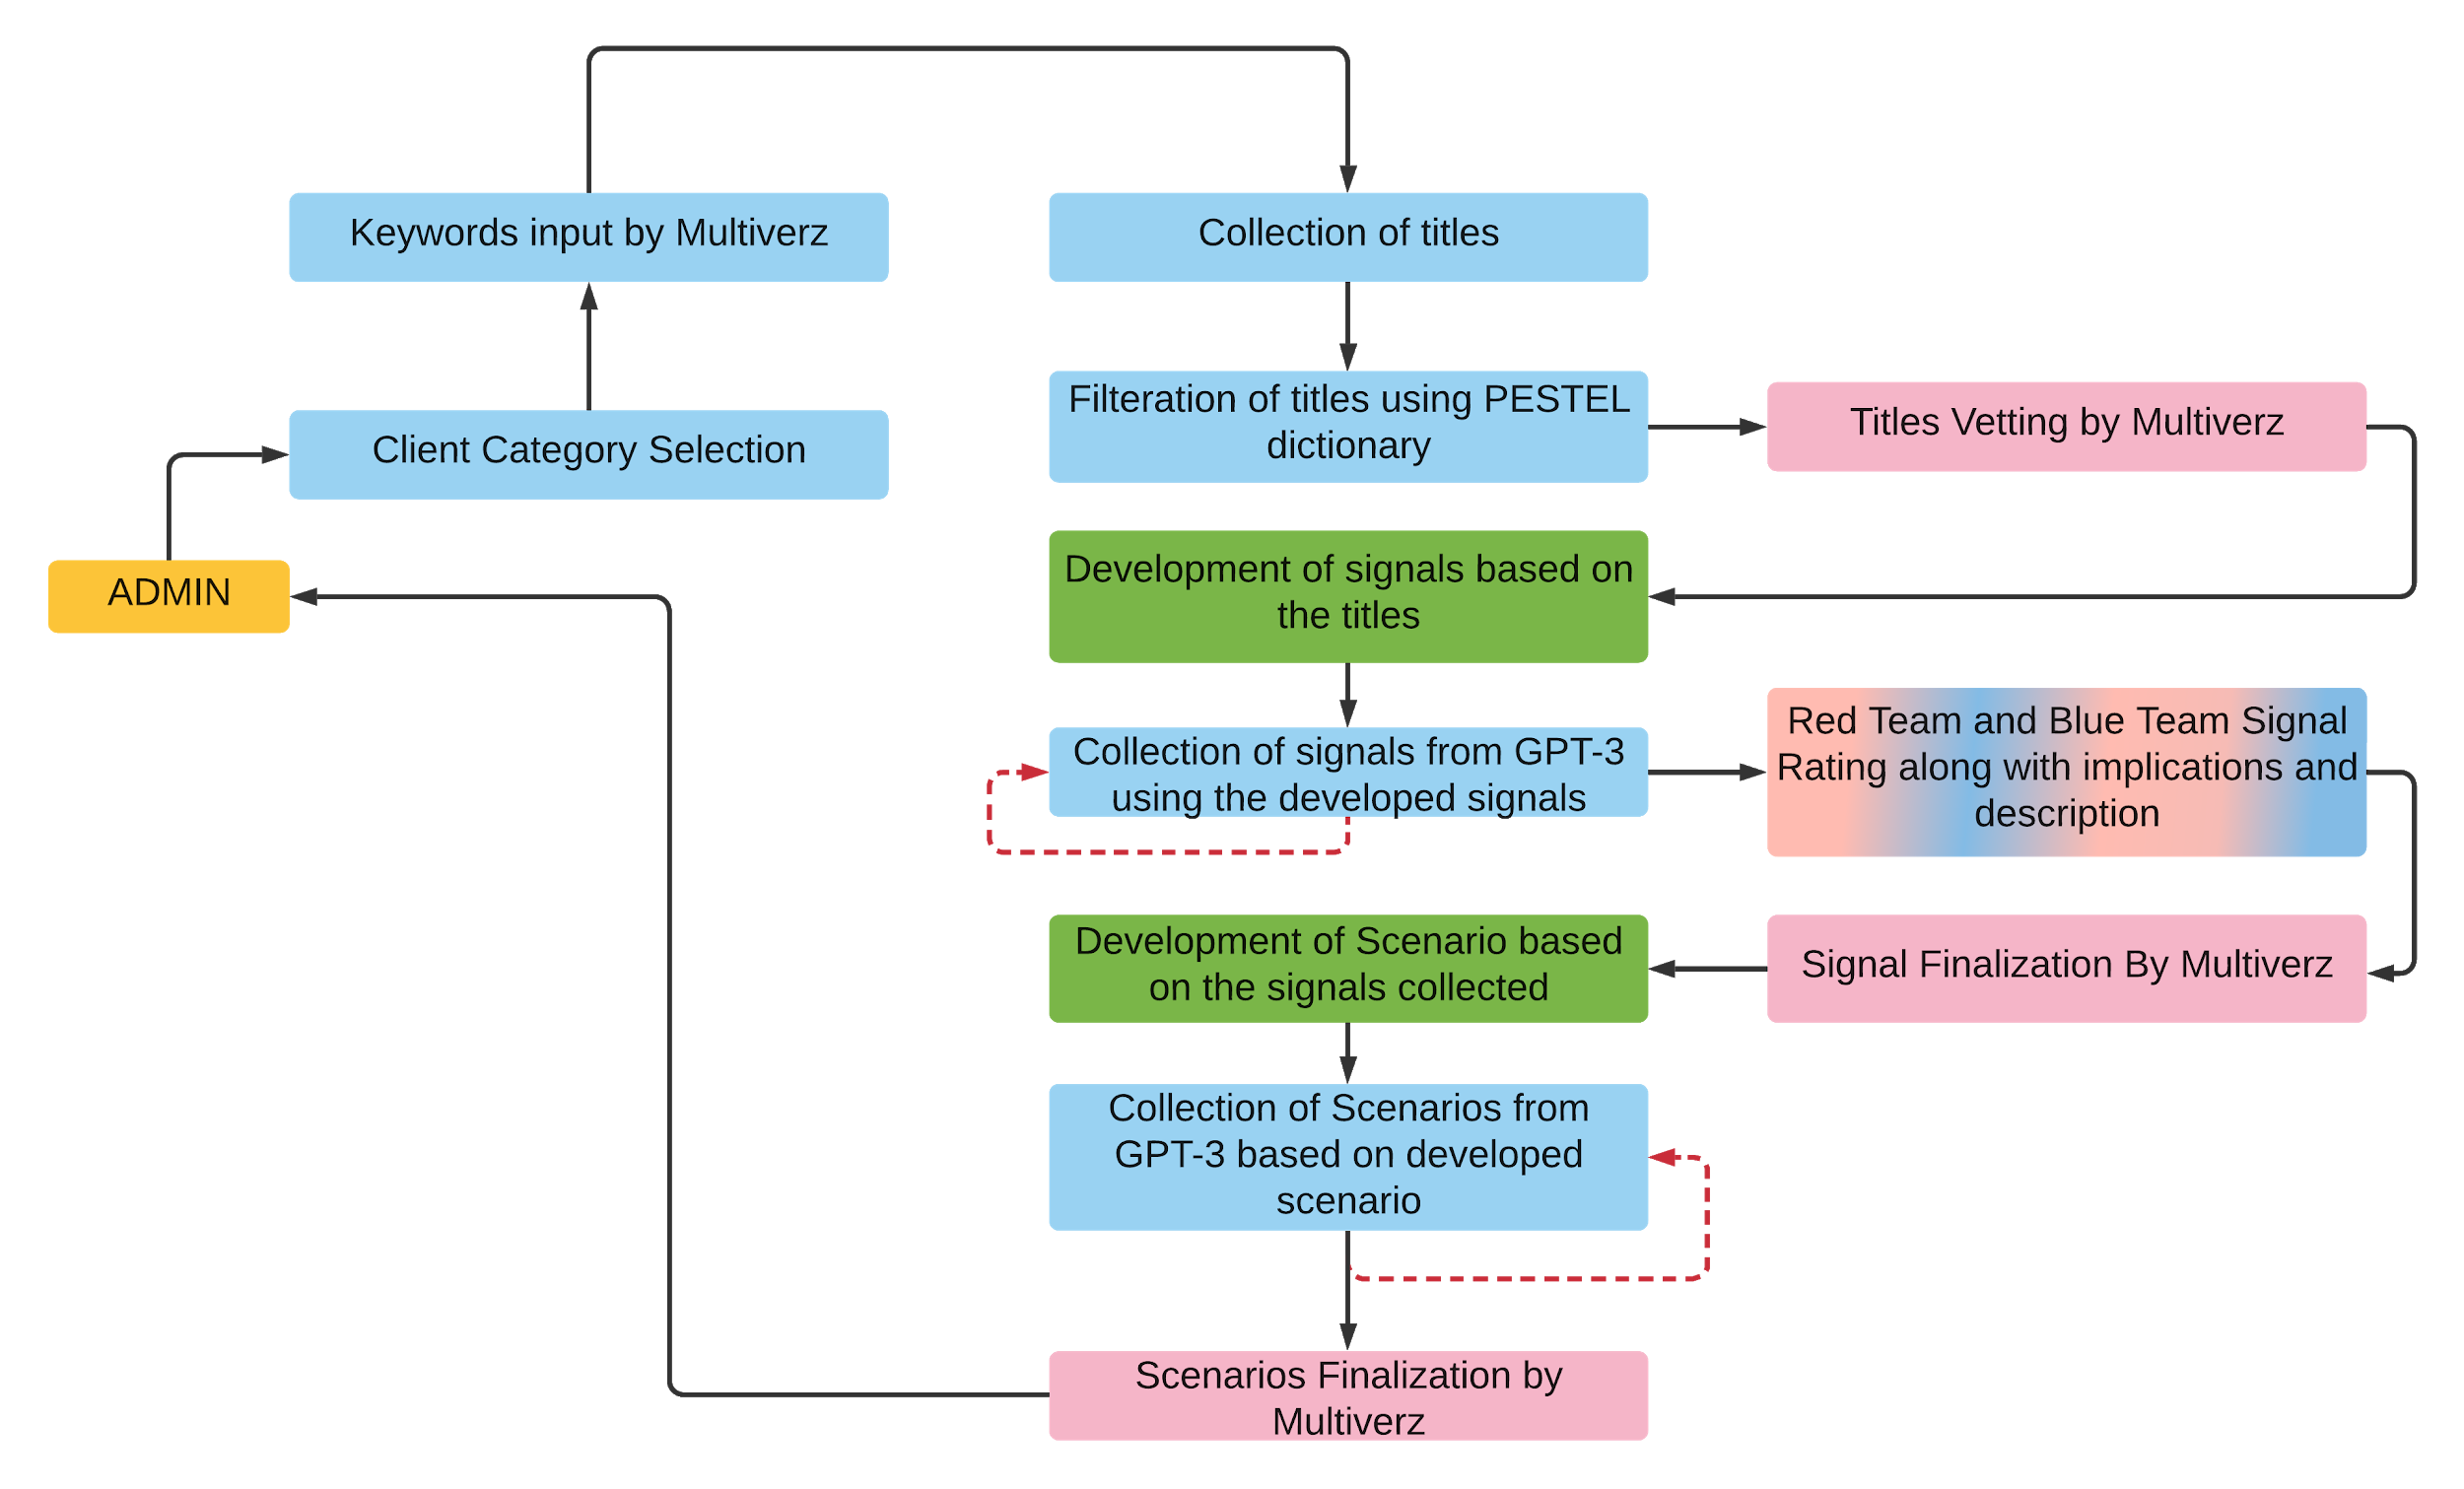 Keywords input by Multiverz
Collection of titles
Filteration of titles using PESTEL
dictionary
Titles Vetting by Multiverz
Client Category Selection
ADMIN
Development of signals based on
the titles
Collection of signals from GPT-3
using the developed signals
Red Team and Blue Team Signal
Rating along with implications and
description
Development of Scenario based
on the signals collected
Signal Finalization By Multiverz
Collection of Scenarios from
GPT-3 based on developed
scenario
Scenarios Finalization by
Multiverz